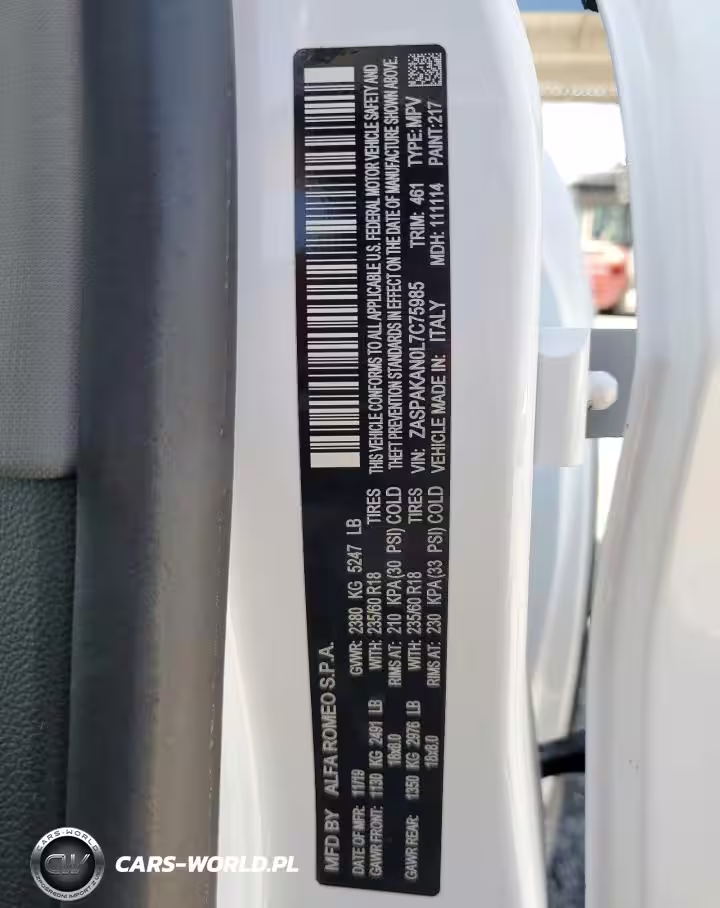 MFD BY ALFA ROMEO S.P.A.
DATE OF MFR: 11/19 GVWR: 2380 KG 5247 LB
GAWR FRONT: 1130 KG 2491 LB WITH: 235/60 R18 TIRES
18x8.0 RIMS AT: 210 KPA(30 PSI) COLD
GAWR REAR: 1350 KG 2976 LB WITH: 235/60 R18 TIRES
18x8.0 RIMS AT: 230 KPA (33 PSI) COLD
THIS VEHICLE CONFORMS TO ALL APPLICABLE U.S. FEDERAL MOTOR VEHICLE SAFETY AND
THEFT PREVENTION STANDARDS IN EFFECT ON THE DATE OF MANUFACTURE SHOWN ABOVE.
VIN: ZASPAKAN0L7C75985 TRIM: 461 TYPE: MPV
VEHICLE MADE IN: ITALY MDH: 111114 PAINT: 217
CARS-WORLD
CW
CARS-WORLD.PL